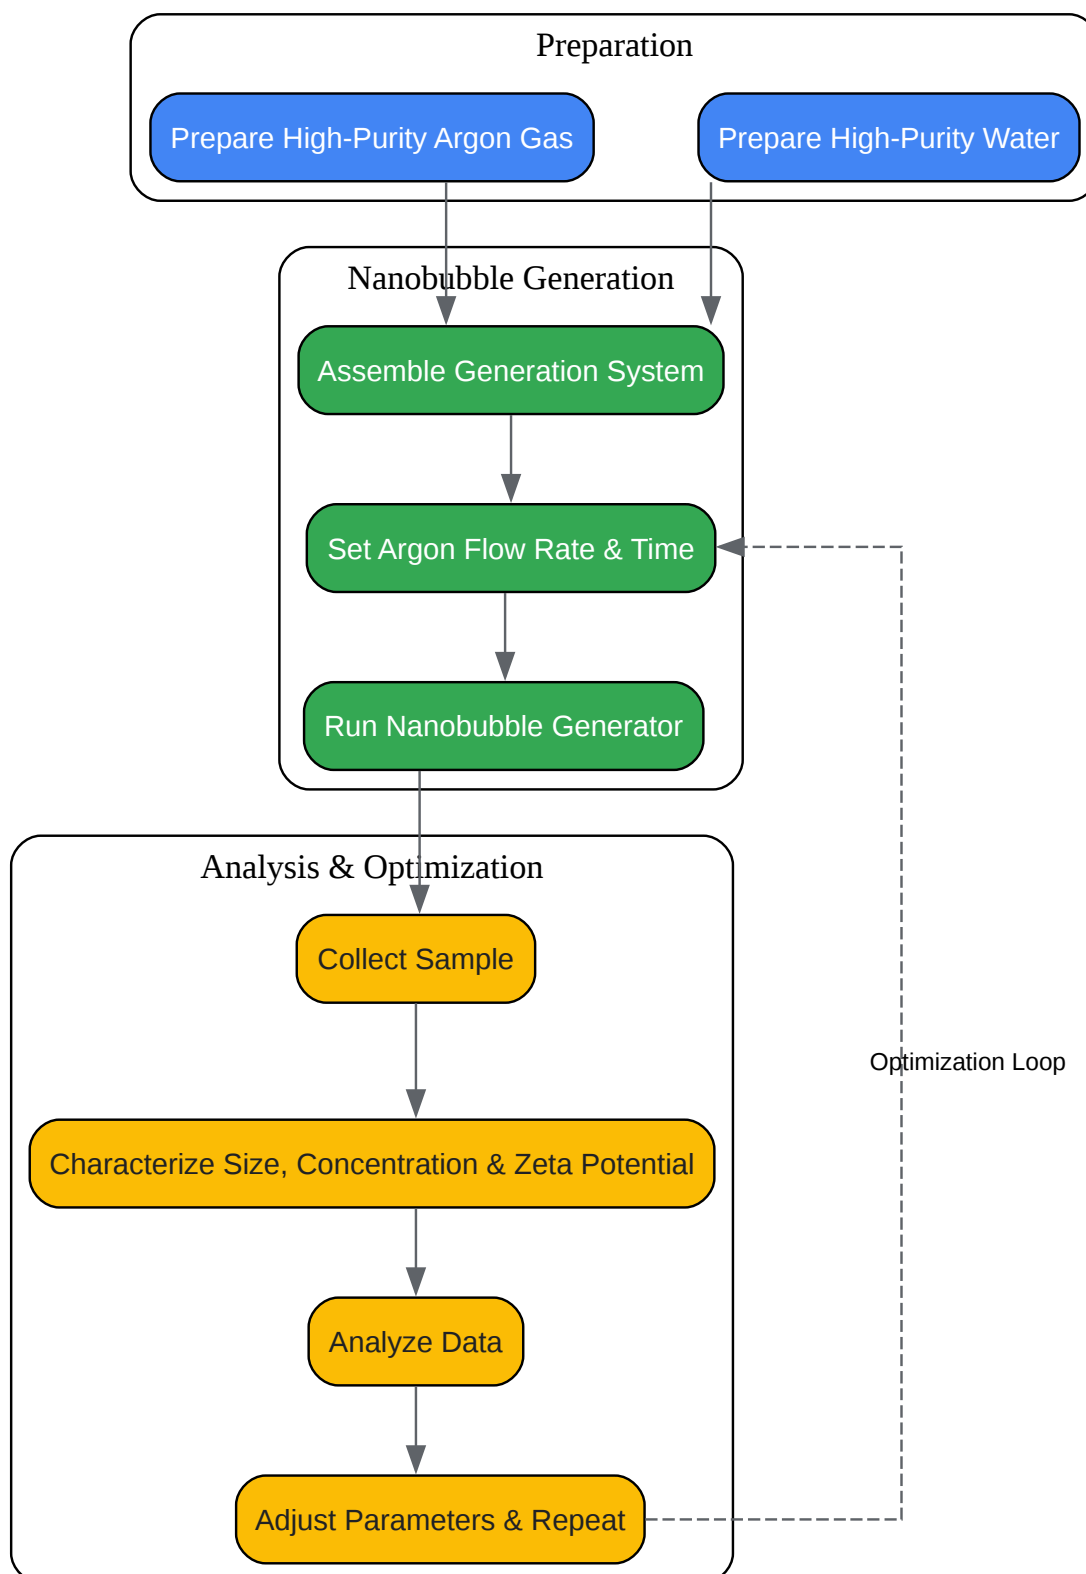 Preparation
Prepare High-Purity Argon Gas
Prepare High-Purity Water
Nanobubble Generation
Assemble Generation System
Set Argon Flow Rate & Time
Run Nanobubble Generator
Analysis & Optimization
Collect Sample
Optimization Loop
Characterize Size, Concentration & Zeta Potential
Analyze Data
Adjust Parameters & Repeat